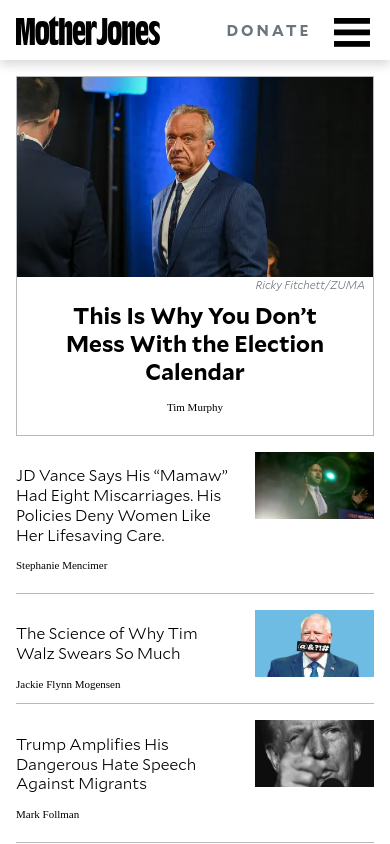 Mother Jones
DONATE
Ricky Fitchett/ZUMA
This Is Why You Don’t
Mess With the Election
Calendar
Tim Murphy
JD Vance Says His “Mamaw”
Had Eight Miscarriages. His
Policies Deny Women Like
Her Lifesaving Care.
Stephanie Mencimer
The Science of Why Tim
Walz Swears So Much
@&?!#
Jackie Flynn Mogensen
Trump Amplifies His
Dangerous Hate Speech
Against Migrants
Mark Follman